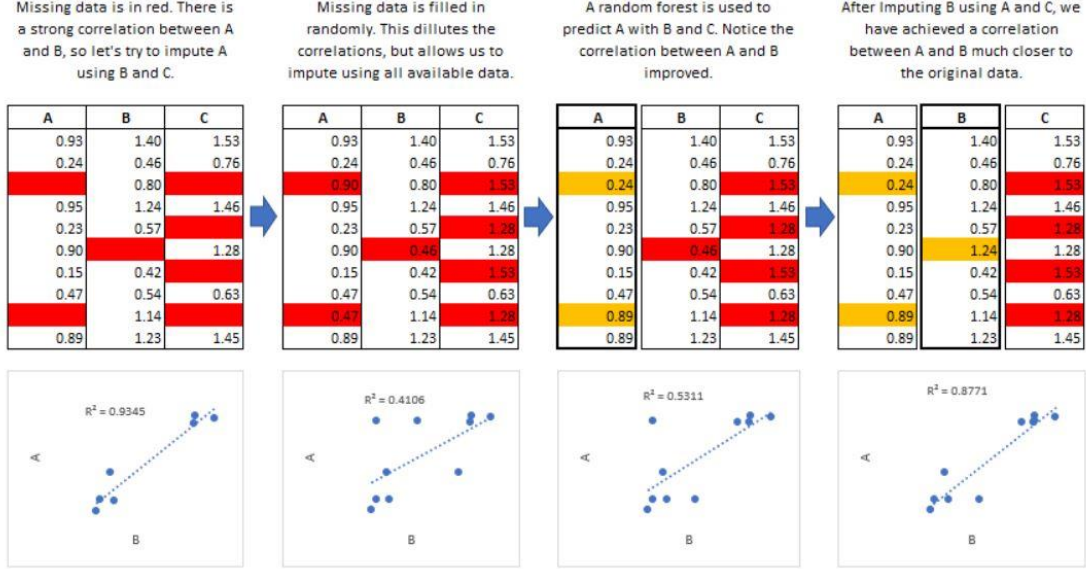 Missing data is in red. There is
a strong correlation between A
and B, so let's try to impute A
using B and C.
A B C
0.93 1.40 1.53
0.24 0.46 0.76
0.80
0.95 1.24 1.46
0.23 0.57
0.90 1.28
0.15 0.42
0.47 0.54 0.63
1.14
0.89 1.23 1.45
R² = 0.9345
A
B
Missing data is filled in
randomly. This dillutes the
correlations, but allows us to
impute using all available data.
A B C
0.93 1.40 1.53
0.24 0.46 0.76
0.90 0.80 1.53
0.95 1.24 1.46
0.23 0.57 1.28
0.90 0.46 1.28
0.15 0.42 1.53
0.47 0.54 0.63
0.47 1.14 1.28
0.89 1.23 1.45
R² = 0.4106
A
B
A random forest is used to
predict A with B and C. Notice the
correlation between A and B
improved.
A B C
0.93 1.40 1.53
0.24 0.46 0.76
0.24 0.80 1.53
0.95 1.24 1.46
0.23 0.57 1.28
0.90 0.46 1.28
0.15 0.42 1.53
0.47 0.54 0.63
0.89 1.14 1.28
0.89 1.23 1.45
R² = 0.5311
A
B
After Imputing B using A and C, we
have achieved a correlation
between A and B much closer to
the original data.
A B C
0.93 1.40 1.53
0.24 0.46 0.76
0.24 0.80 1.53
0.95 1.24 1.46
0.23 0.57 1.28
0.90 1.24 1.28
0.15 0.42 1.53
0.47 0.54 0.63
0.89 1.14 1.28
0.89 1.23 1.45
R² = 0.8771
A
B